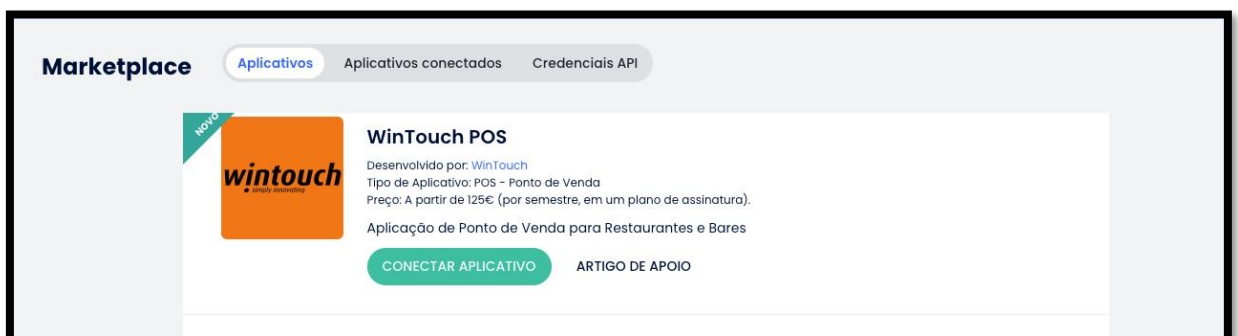 Marketplace Aplicativos Aplicativos conectados Credenciais API
NOVO
wintouch
simply innovating
WinTouch POS
Desenvolvido por: WinTouch
Tipo de Aplicativo: POS - Ponto de Venda
Preço: A partir de 125€ (por semestre, em um plano de assinatura).
Aplicação de Ponto de Venda para Restaurantes e Bares
CONECTAR APLICATIVO ARTIGO DE APOIO